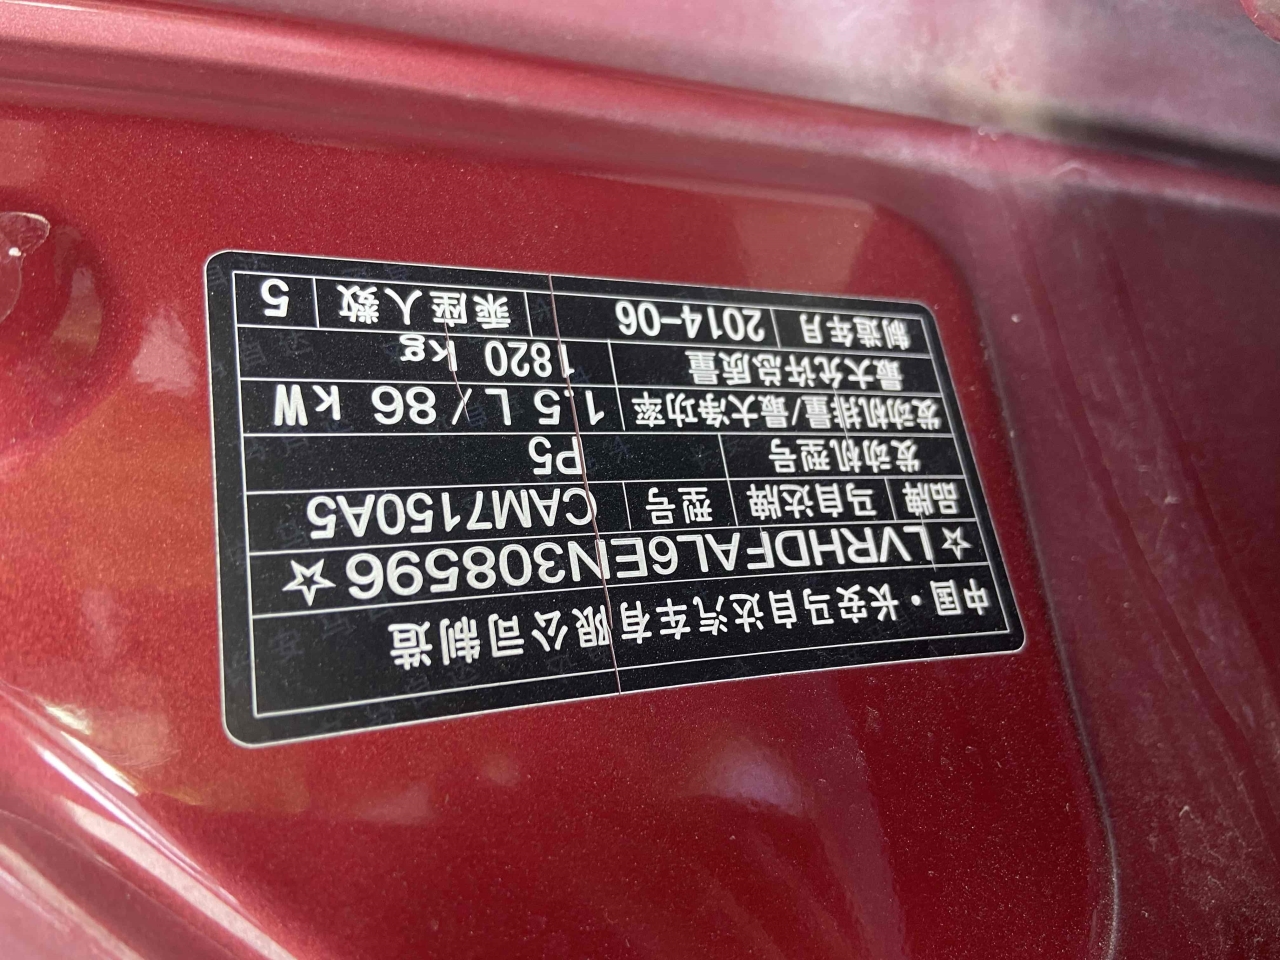 中国·长安马自达汽车有限公司制造
☆LVRHDFAL6EN308596☆
品牌 马自达牌 型号 CAM7150A5
发动机型号 P5
发动机排量/最大净功率 1.5 L / 86 kW
最大允许总质量 1820 kg
制造年月 2014-06 乘座人数 5